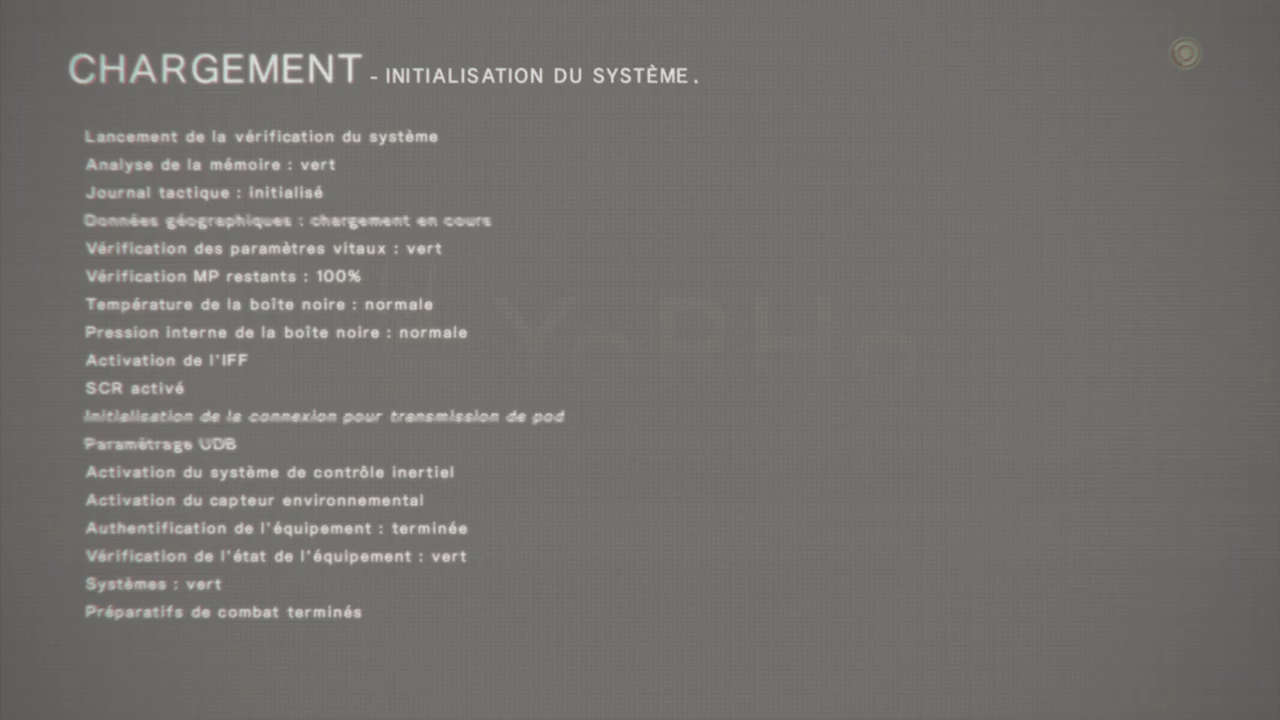 CHARGEMENT - INITIALISATION DU SYSTÈME.
Lancement de la vérification du système
Analyse de la mémoire : vert
Journal tactique : initialisé
Données géographiques : chargement en cours
Vérification des paramètres vitaux : vert
Vérification MP restants : 100%
Température de la boîte noire : normale
Pression interne de la boîte noire : normale
Activation de l'IFF
SCR activé
Initialisation de la connexion pour transmission de pod
Paramétrage UDB
Activation du système de contrôle inertiel
Activation du capteur environnemental
Authentification de l'équipement : terminée
Vérification de l'état de l'équipement : vert
Systèmes : vert
Préparatifs de combat terminés